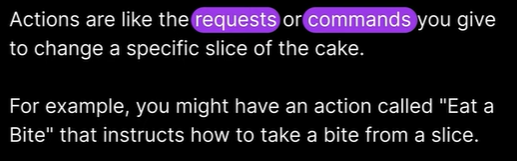 Actions are like the requests or commands you give
to change a specific slice of the cake.
For example, you might have an action called "Eat a
Bite" that instructs how to take a bite from a slice.